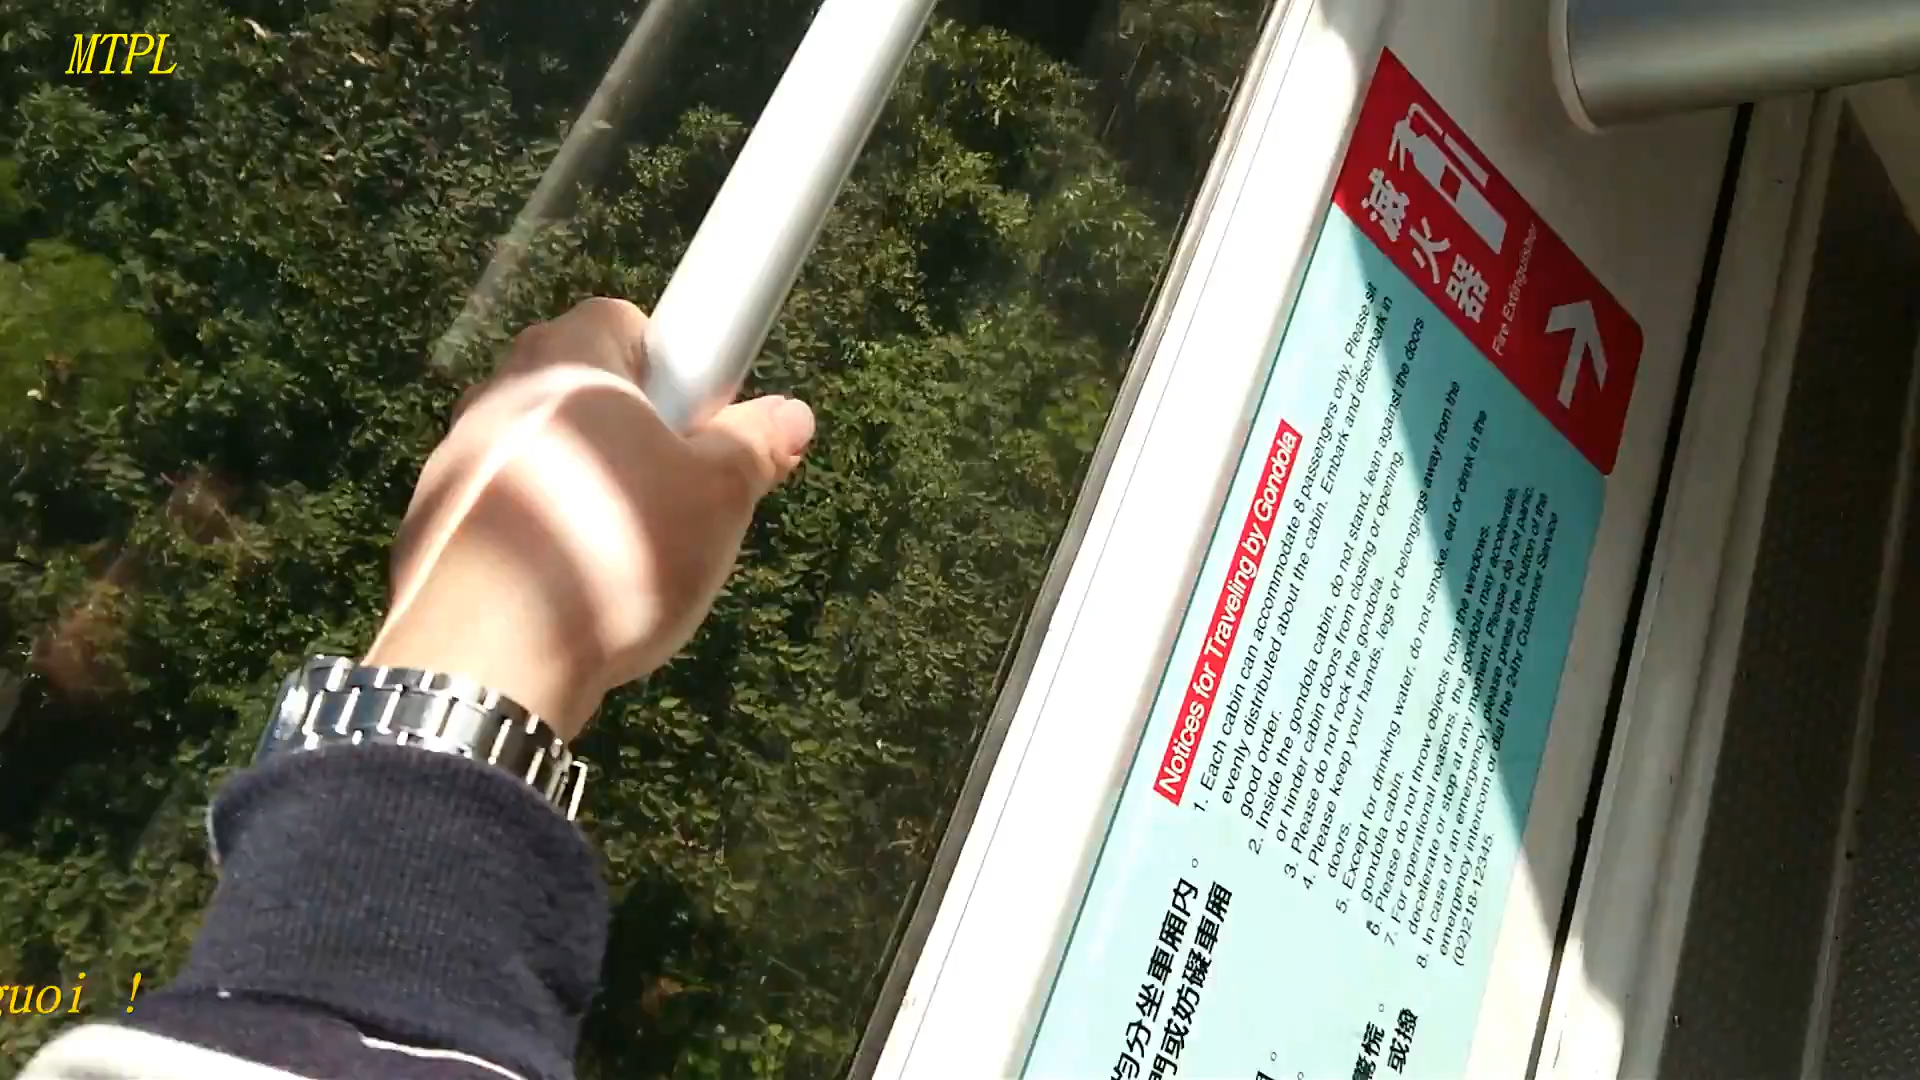 MTPL
滅火器
Fire Extinguisher
Notices for Traveling by Gondola
1. Each cabin can accommodate 8 passengers only. Please sit
evenly distributed about the cabin. Embark and disembark in
good order.
2. Inside the gondola cabin, do not stand, lean against the doors
or hinder cabin doors from closing or opening.
3. Please do not rock the gondola.
4. Please keep your hands, legs or belongings away from the
doors.
5. Except for drinking water, do not smoke, eat or drink in the
gondola cabin.
6. Please do not throw objects from the windows.
7. For operational reasons, the gondola may accelerate,
decelerate or stop at any moment. Please do not panic.
8. In case of an emergency, please press the button of the
emergency intercom or dial the 24hr Customer Service
(02)218-12345.
均分坐車廂內。
門或妨礙車廂
驚慌。
或撥
guoi !